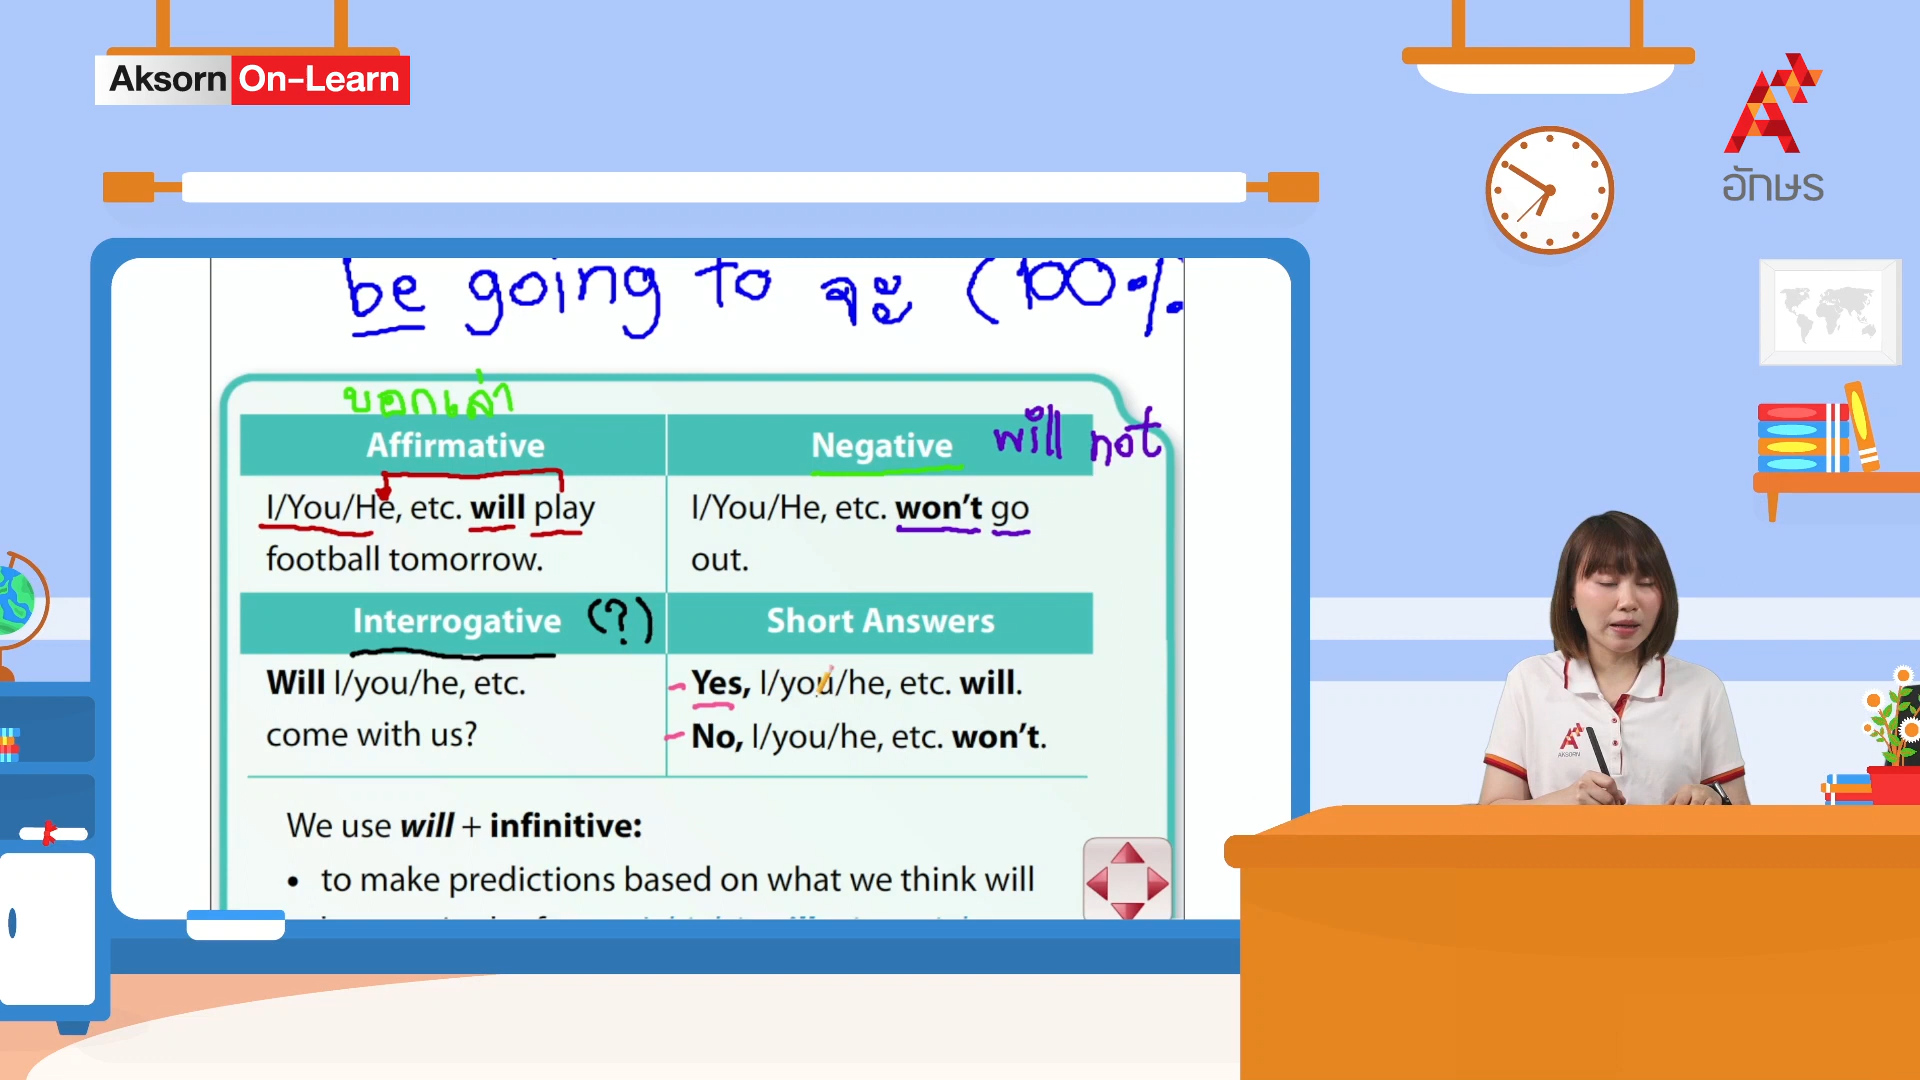 Aksorn On-Learn
อักษร
be going to จะ (100%
บอกเล่า
Affirmative
Negative will not
I/You/He, etc. will play
football tomorrow.
I/You/He, etc. won't go
out.
Interrogative (?)
Short Answers
Will I/you/he, etc.
come with us?
Yes, I/you/he, etc. will.
No, I/you/he, etc. won't.
We use will + infinitive:
• to make predictions based on what we think will
AKSORN